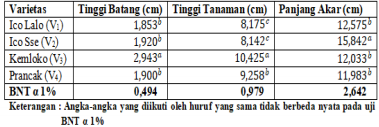 Varietas Tinggi Batang (cm) Tinggi Tanaman (cm) Panjang Akar (cm)
Ico Lalo (V₁) 1,853ᵇ 8,175ᶜ 12,575ᵇ
Ico Sse (V₂) 1,920ᵇ 8,142ᶜ 15,842ᵃ
Kemloko (V₃) 2,943ᵃ 10,425ᵃ 12,033ᵇ
Prancak (V₄) 1,900ᵇ 9,258ᵇ 11,983ᵇ
BNT α 1% 0,494 0,979 2,642
Keterangan : Angka-angka yang diikuti oleh huruf yang sama tidak berbeda nyata pada uji
BNT α 1%